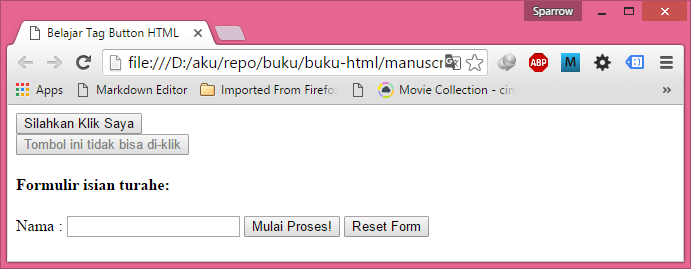 Sparrow
Belajar Tag Button HTML
file:///D:/aku/repo/buku/buku-html/manuscr
Apps Markdown Editor Imported From Firefo Movie Collection - cin
Silahkan Klik Saya
Tombol ini tidak bisa di-klik
Formulir isian turahe:
Nama : Mulai Proses! Reset Form
ABP
M